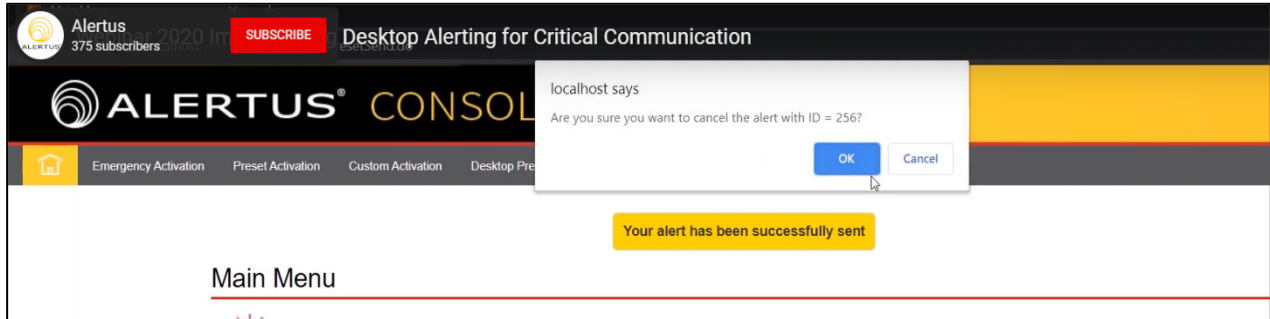 Alertus
375 subscribers
SUBSCRIBE
Desktop Alerting for Critical Communication
ALERTUS
ALERTUS® CONSOL
localhost says
Are you sure you want to cancel the alert with ID = 256?
OK
Cancel
Emergency Activation
Preset Activation
Custom Activation
Desktop Pre
Your alert has been successfully sent
Main Menu